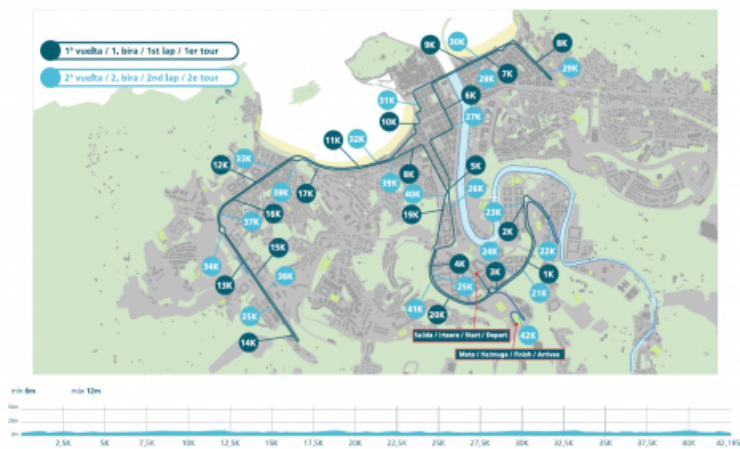 1ª vuelta / 1. bira / 1st lap / 1er tour
2ª vuelta / 2. bira / 2nd lap / 2e tour
9K
30K
8K
29K
28K
7K
31K
6K
10K
27K
11K
32K
12K
33K
5K
8K
39K
38K
17K
40K
26K
16K
19K
23K
37K
2K
15K
24K
22K
34K
4K
3K
1K
36K
13K
25K
21K
41K
20K
35K
Salida / Irteera / Start / Depart
42K
14K
Meta / Helmuga / Finish / Arrivee
min 6m
máx 12m
2,5K 5K 7,5K 10K 12,5K 15K 17,5K 20K 22,5K 25K 27,5K 30K 32,5K 35K 37,5K 40K 42,195